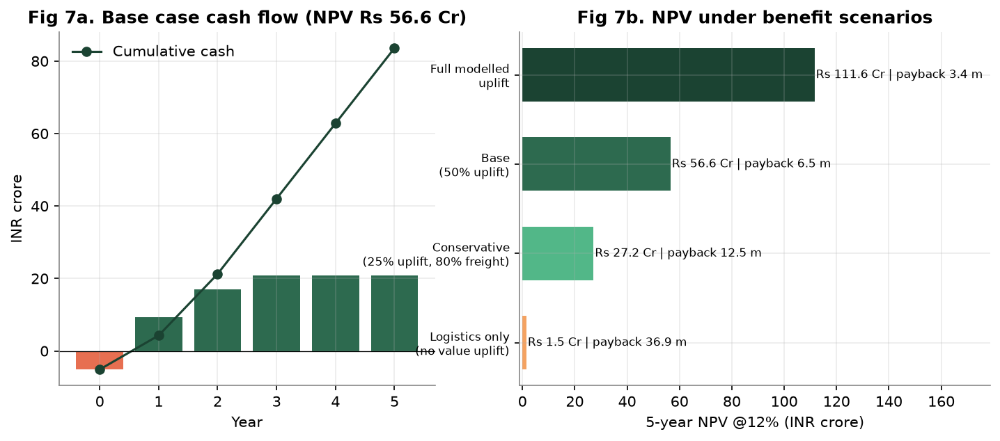 Fig 7a. Base case cash flow (NPV Rs 56.6 Cr)
Cumulative cash
INR crore
80
60
40
20
0
0 1 2 3 4 5
Year
Fig 7b. NPV under benefit scenarios
Full modelled
uplift
Rs 111.6 Cr | payback 3.4 m
Base
(50% uplift)
Rs 56.6 Cr | payback 6.5 m
Conservative
(25% uplift, 80% freight)
Rs 27.2 Cr | payback 12.5 m
Logistics only
(no value uplift)
Rs 1.5 Cr | payback 36.9 m
0 20 40 60 80 100 120 140 160
5-year NPV @12% (INR crore)